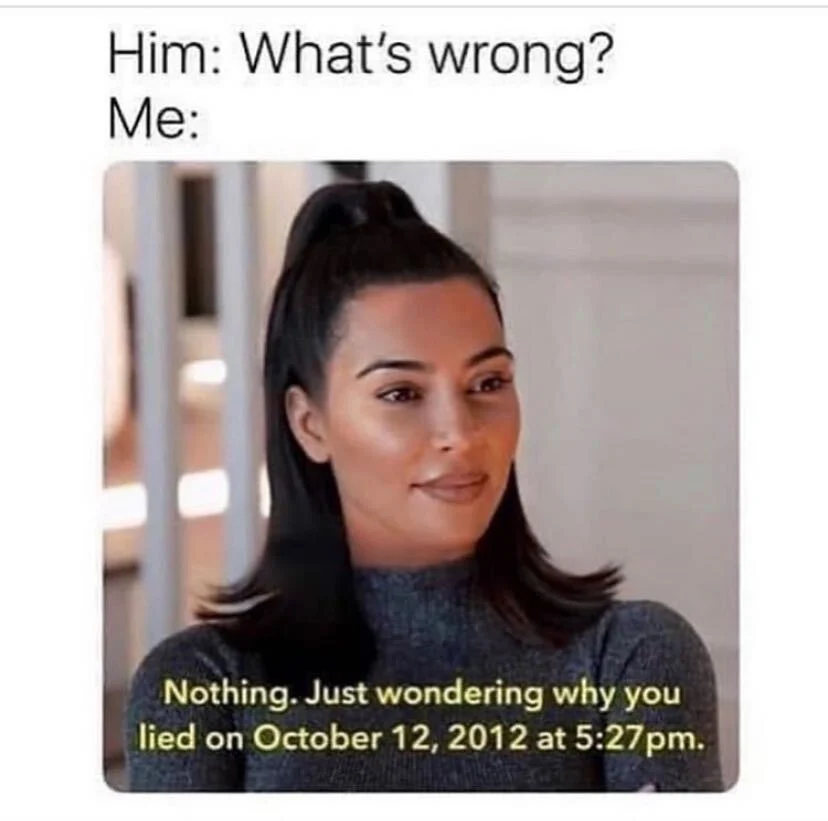 Him: What's wrong?
Me:
Nothing. Just wondering why you
lied on October 12, 2012 at 5:27pm.